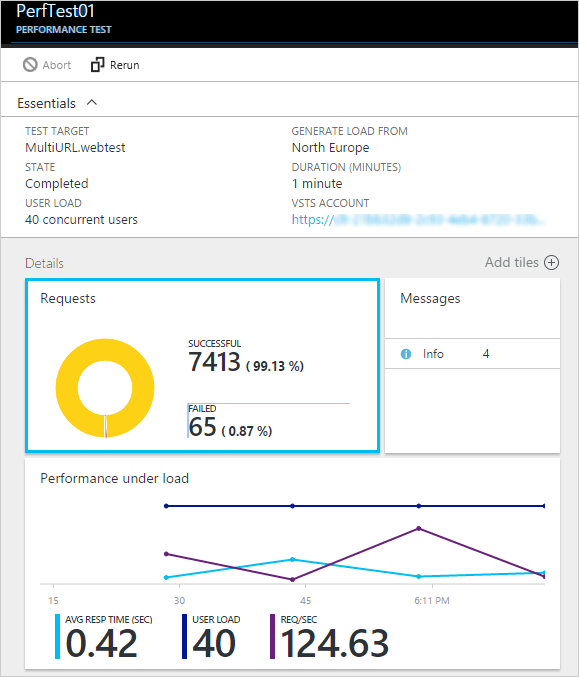 PerfTest01
PERFORMANCE TEST
Abort Rerun
Essentials
TEST TARGET
MultiURL.webtest
GENERATE LOAD FROM
North Europe
STATE
Completed
DURATION (MINUTES)
1 minute
USER LOAD
40 concurrent users
VSTS ACCOUNT
https://
Details
Add tiles
Requests
SUCCESSFUL
7413 ( 99.13 %)
FAILED
65 ( 0.87 %)
Messages
Info 4
Performance under load
15 30 45 6:11 PM
AVG RESP TIME (SEC)
0.42
USER LOAD
40
REQ/SEC
124.63